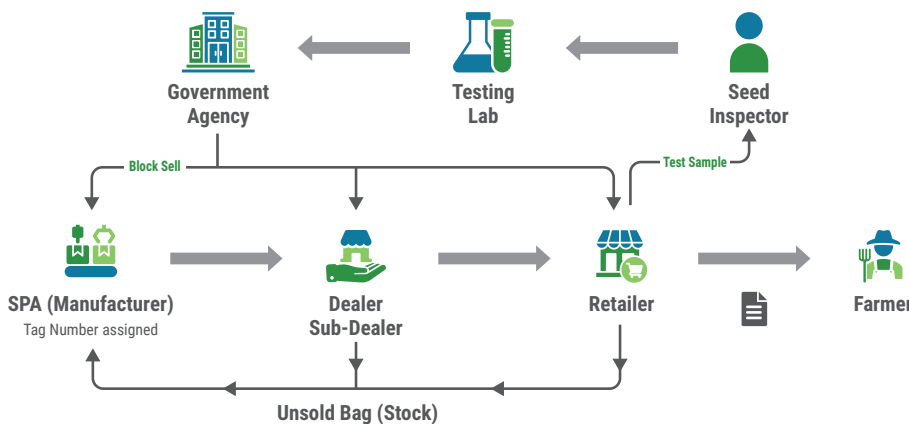 Government
Agency
Testing
Lab
Seed
Inspector
Block Sell
Test Sample
SPA (Manufacturer)
Tag Number assigned
Dealer
Sub-Dealer
Retailer
Farmer
Unsold Bag (Stock)